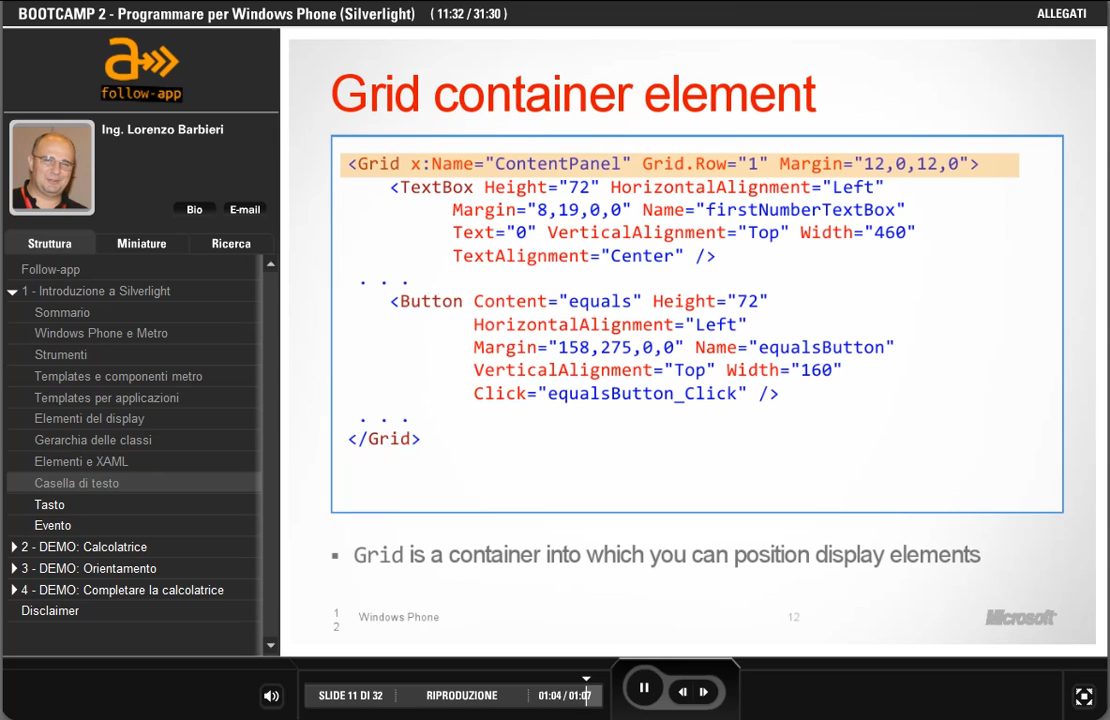 BOOTCAMP 2 - Programmare per Windows Phone (Silverlight) ( 11:32 / 31:30 )
ALLEGATI
a
follow-app
Ing. Lorenzo Barbieri
Bio E-mail
Struttura Miniature Ricerca
Follow-app
1 - Introduzione a Silverlight
Sommario
Windows Phone e Metro
Strumenti
Templates e componenti metro
Templates per applicazioni
Elementi del display
Gerarchia delle classi
Elementi e XAML
Casella di testo
Tasto
Evento
2 - DEMO: Calcolatrice
3 - DEMO: Orientamento
4 - DEMO: Completare la calcolatrice
Disclaimer
Grid container element
<Grid x:Name="ContentPanel" Grid.Row="1" Margin="12,0,12,0">
<TextBox Height="72" HorizontalAlignment="Left"
Margin="8,19,0,0" Name="firstNumberTextBox"
Text="0" VerticalAlignment="Top" Width="460"
TextAlignment="Center" />
. . .
<Button Content="equals" Height="72"
HorizontalAlignment="Left"
Margin="158,275,0,0" Name="equalsButton"
VerticalAlignment="Top" Width="160"
Click="equalsButton_Click" />
. . .
</Grid>
▪ Grid is a container into which you can position display elements
1
2
Windows Phone
12
Microsoft
SLIDE 11 DI 32 RIPRODUZIONE 01:04 / 01:07